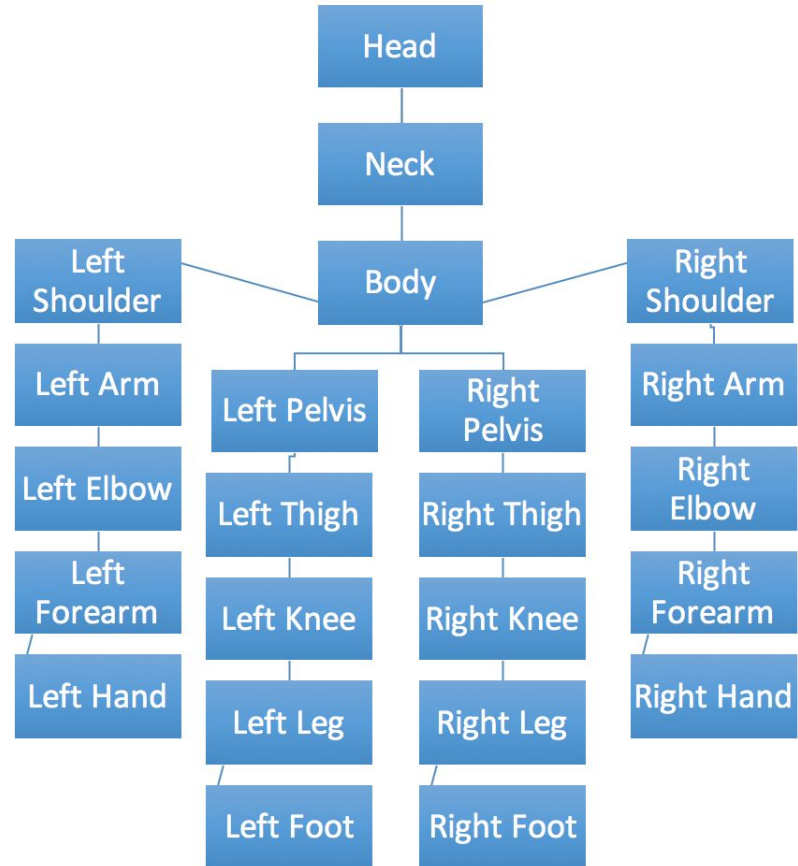 Head
Neck
Body
Left
Shoulder
Left Arm
Left Elbow
Left
Forearm
Left Hand
Left Pelvis
Left Thigh
Left Knee
Left Leg
Left Foot
Right
Pelvis
Right Thigh
Right Knee
Right Leg
Right Foot
Right
Shoulder
Right Arm
Right
Elbow
Right
Forearm
Right Hand